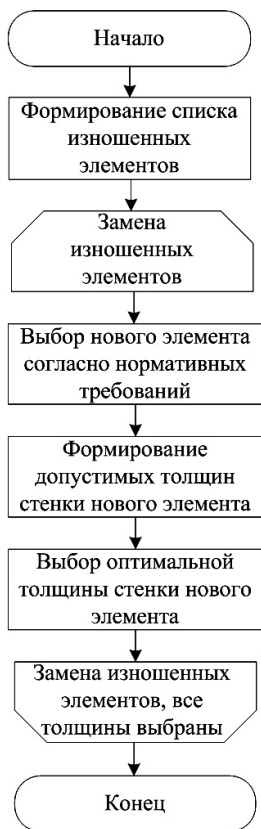 Начало
Формирование списка
изношенных
элементов
Замена
изношенных
элементов
Выбор нового элемента
согласно нормативных
требований
Формирование
допустимых толщин
стенки нового элемента
Выбор оптимальной
толщины стенки нового
элемента
Замена изношенных
элементов, все
толщины выбраны
Конец